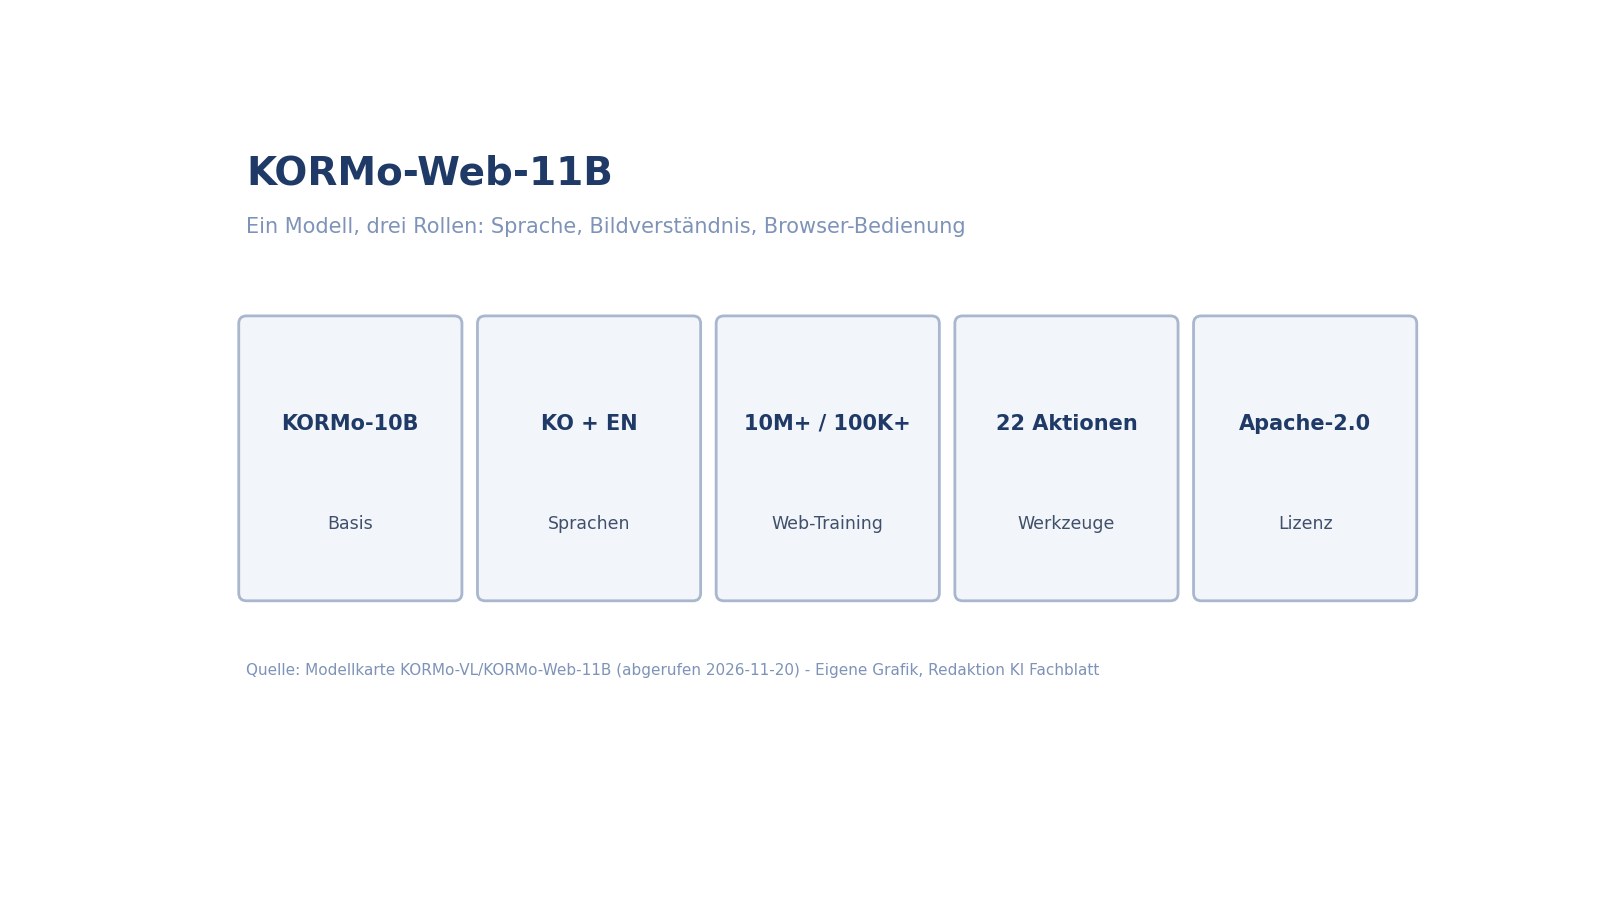 KORMo-Web-11B
Ein Modell, drei Rollen: Sprache, Bildverständnis, Browser-Bedienung
KORMo-10B
Basis
KO + EN
Sprachen
10M+ / 100K+
Web-Training
22 Aktionen
Werkzeuge
Apache-2.0
Lizenz
Quelle: Modellkarte KORMo-VL/KORMo-Web-11B (abgerufen 2026-11-20) - Eigene Grafik, Redaktion KI Fachblatt